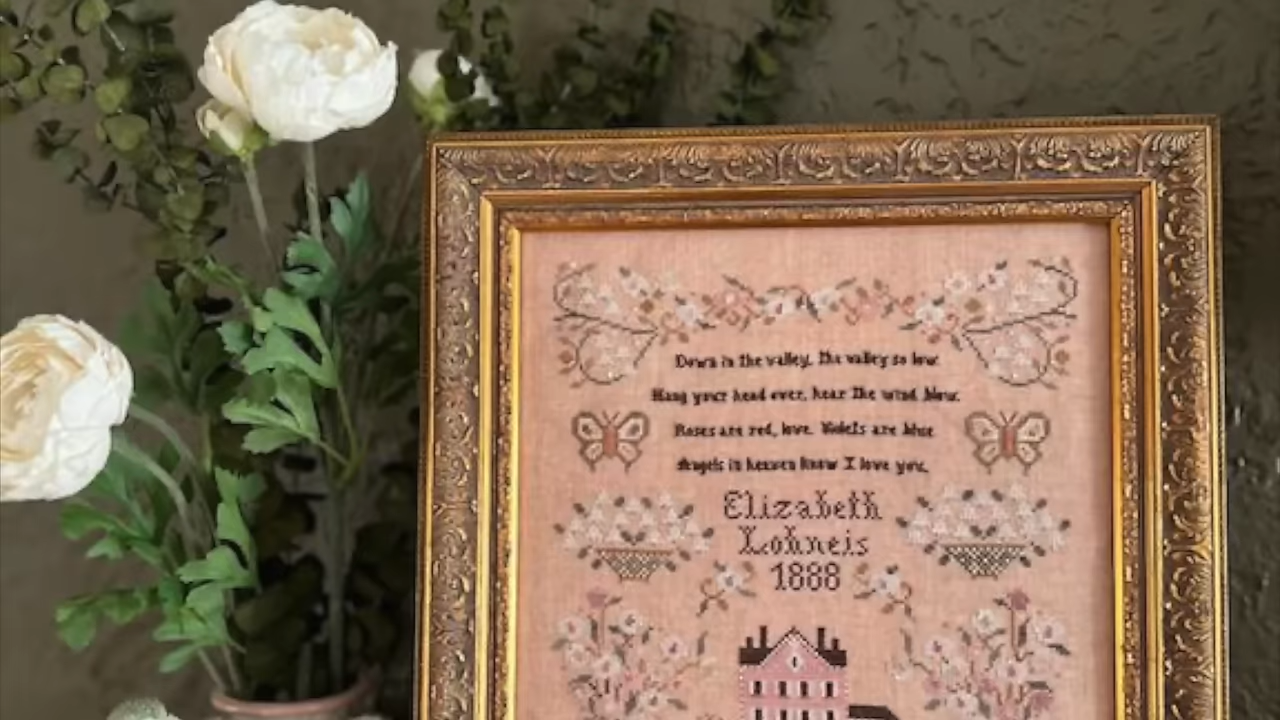 Down in the valley, the valley so low
Hang your head over, hear the wind blow.
Roses are red, love. Violets are blue
Angels in heaven know I love you,
Elizabeth
Lohneis
1888